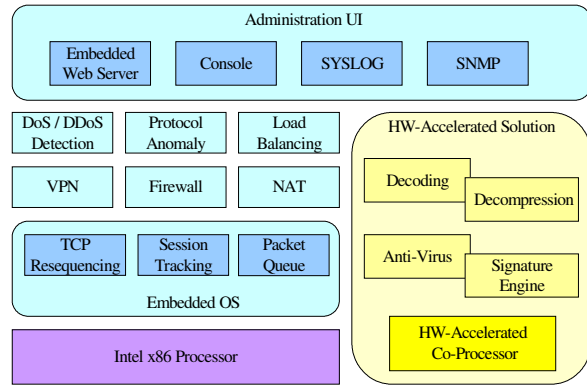 Administration UI
Embedded
Web Server
Console
SYSLOG
SNMP
DoS / DDoS
Detection
Protocol
Anomaly
Load
Balancing
VPN
Firewall
NAT
TCP
Resequencing
Session
Tracking
Packet
Queue
Embedded OS
Intel x86 Processor
HW-Accelerated Solution
Decoding
Decompression
Anti-Virus
Signature
Engine
HW-Accelerated
Co-Processor